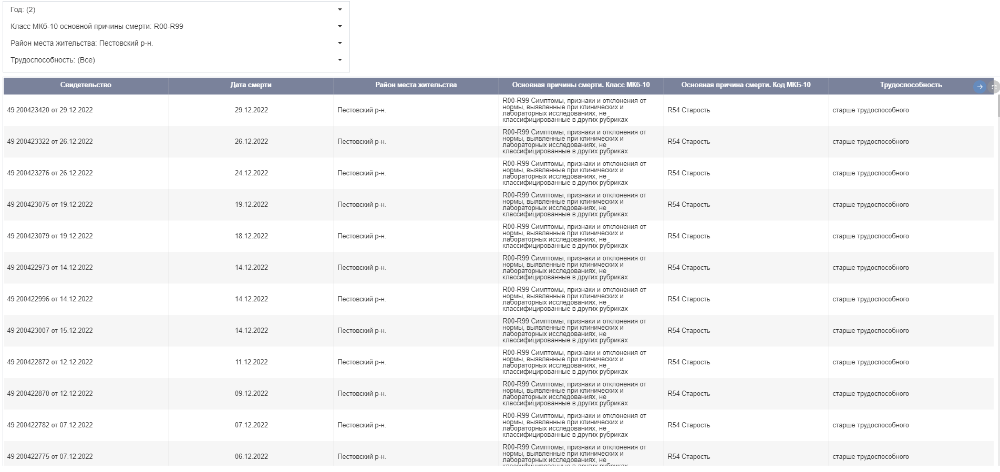 Год: (2)
Класс МКб-10 основной причины смерти: R00-R99
Район места жительства: Пестовский р-н.
Трудоспособность: (Все)
Свидетельство Дата смерти Район места жительства Основная причины смерти. Класс МКб-10 Основная причина смерти. Код МКБ-10 Трудоспособность
49 200423420 от 29.12.2022 29.12.2022 Пестовский р-н. R00-R99 Симптомы, признаки и отклонения от
нормы, выявленные при клинических и
лабораторных исследованиях, не
классифицированные в других рубриках R54 Старость старше трудоспособного
49 200423322 от 26.12.2022 26.12.2022 Пестовский р-н. R00-R99 Симптомы, признаки и отклонения от
нормы, выявленные при клинических и
лабораторных исследованиях, не
классифицированные в других рубриках R54 Старость старше трудоспособного
49 200423276 от 26.12.2022 24.12.2022 Пестовский р-н. R00-R99 Симптомы, признаки и отклонения от
нормы, выявленные при клинических и
лабораторных исследованиях, не
классифицированные в других рубриках R54 Старость старше трудоспособного
49 200423075 от 19.12.2022 19.12.2022 Пестовский р-н. R00-R99 Симптомы, признаки и отклонения от
нормы, выявленные при клинических и
лабораторных исследованиях, не
классифицированные в других рубриках R54 Старость старше трудоспособного
49 200423079 от 19.12.2022 18.12.2022 Пестовский р-н. R00-R99 Симптомы, признаки и отклонения от
нормы, выявленные при клинических и
лабораторных исследованиях, не
классифицированные в других рубриках R54 Старость старше трудоспособного
49 200422973 от 14.12.2022 14.12.2022 Пестовский р-н. R00-R99 Симптомы, признаки и отклонения от
нормы, выявленные при клинических и
лабораторных исследованиях, не
классифицированные в других рубриках R54 Старость старше трудоспособного
49 200422996 от 14.12.2022 14.12.2022 Пестовский р-н. R00-R99 Симптомы, признаки и отклонения от
нормы, выявленные при клинических и
лабораторных исследованиях, не
классифицированные в других рубриках R54 Старость старше трудоспособного
49 200423007 от 15.12.2022 14.12.2022 Пестовский р-н. R00-R99 Симптомы, признаки и отклонения от
нормы, выявленные при клинических и
лабораторных исследованиях, не
классифицированные в других рубриках R54 Старость старше трудоспособного
49 200422872 от 12.12.2022 11.12.2022 Пестовский р-н. R00-R99 Симптомы, признаки и отклонения от
нормы, выявленные при клинических и
лабораторных исследованиях, не
классифицированные в других рубриках R54 Старость старше трудоспособного
49 200422870 от 12.12.2022 09.12.2022 Пестовский р-н. R00-R99 Симптомы, признаки и отклонения от
нормы, выявленные при клинических и
лабораторных исследованиях, не
классифицированные в других рубриках R54 Старость старше трудоспособного
49 200422782 от 07.12.2022 07.12.2022 Пестовский р-н. R00-R99 Симптомы, признаки и отклонения от
нормы, выявленные при клинических и
лабораторных исследованиях, не
классифицированные в других рубриках R54 Старость старше трудоспособного
49 200422775 от 07.12.2022 06.12.2022 Пестовский р-н. R00-R99 Симптомы, признаки и отклонения от
нормы, выявленные при клинических и
лабораторных исследованиях, не
R54 Старость старше трудоспособного